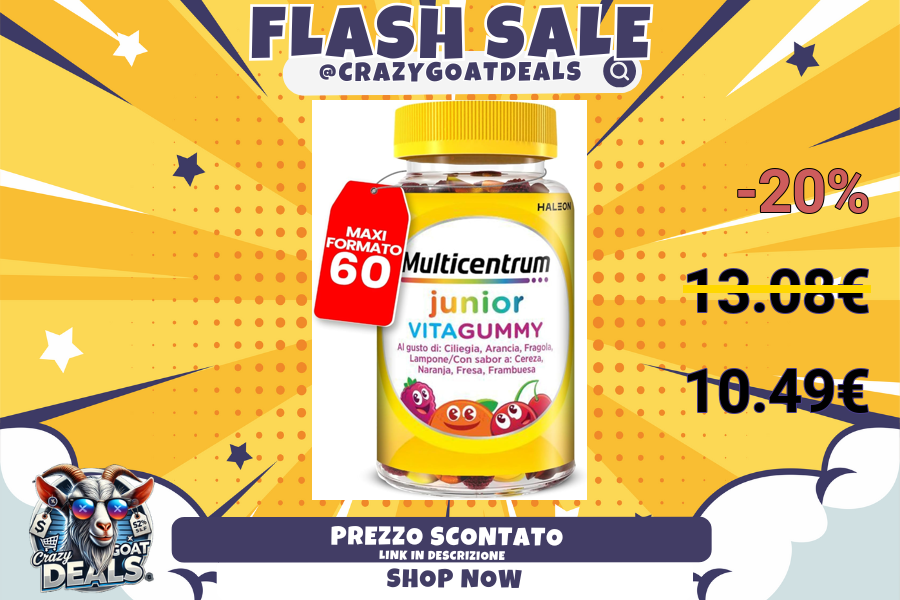 FLASH SALE
@CRAZYGOATDEALS
HALEON
MAXI
FORMATO
60
Multicentrum
junior
VITAGUMMY
Al gusto di: Ciliegia, Arancia, Fragola,
Lampone/Con sabor a: Cereza,
Naranja, Fresa, Frambuesa
-20%
13.08€
10.49€
$
52%
Crazy
GOAT
DEALS
PREZZO SCONTATO
LINK IN DESCRIZIONE
SHOP NOW